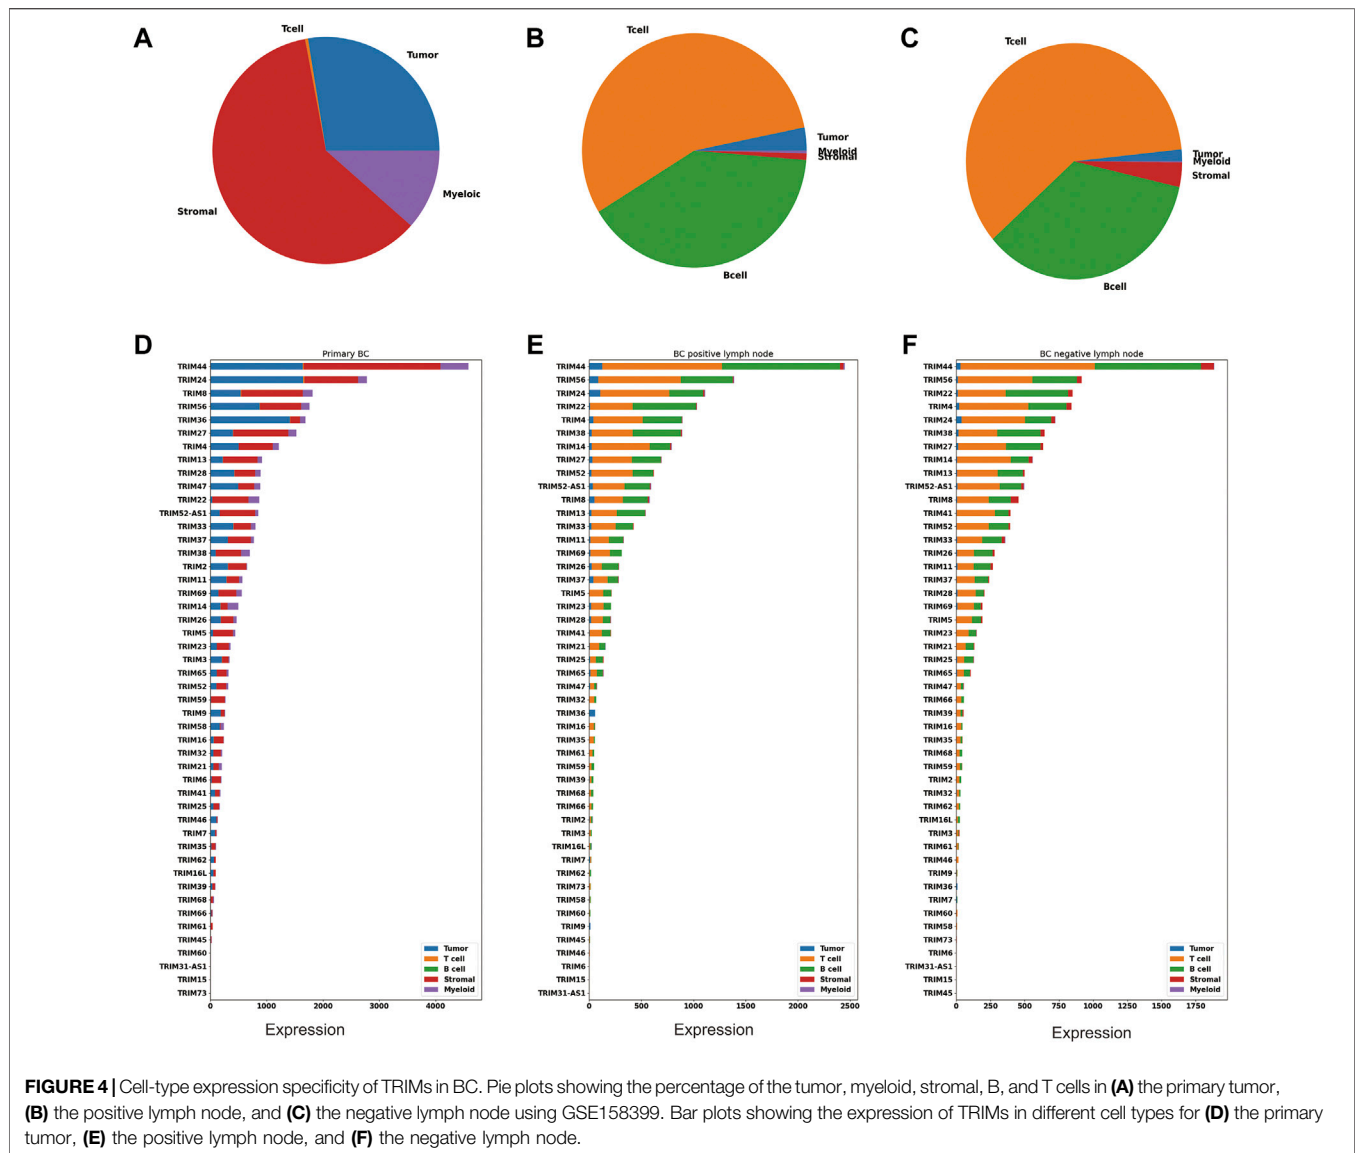 A
Tcell
Tumor
Stromal
Myeloic
B
Tcell
Tumor
Myeloid
Stromal
Bcell
C
Tcell
Tumor
Myeloid
Stromal
Bcell
D
Primary BC
TRIM44
TRIM24
TRIM8
TRIM56
TRIM36
TRIM27
TRIM4
TRIM13
TRIM28
TRIM47
TRIM22
TRIM52-AS1
TRIM33
TRIM37
TRIM38
TRIM2
TRIM11
TRIM69
TRIM14
TRIM26
TRIM5
TRIM23
TRIM3
TRIM65
TRIM52
TRIM59
TRIM9
TRIM58
TRIM16
TRIM32
TRIM21
TRIM6
TRIM41
TRIM25
TRIM46
TRIM7
TRIM35
TRIM62
TRIM16L
TRIM39
TRIM68
TRIM66
TRIM61
TRIM45
TRIM60
TRIM31-AS1
TRIM15
TRIM73
Tumor
T cell
B cell
Stromal
Myeloid
0 1000 2000 3000 4000
Expression
E
BC positive lymph node
TRIM44
TRIM56
TRIM24
TRIM22
TRIM4
TRIM38
TRIM14
TRIM27
TRIM52
TRIM52-AS1
TRIM8
TRIM13
TRIM33
TRIM11
TRIM69
TRIM26
TRIM37
TRIM5
TRIM23
TRIM28
TRIM41
TRIM21
TRIM25
TRIM65
TRIM47
TRIM32
TRIM36
TRIM16
TRIM35
TRIM61
TRIM59
TRIM39
TRIM68
TRIM66
TRIM2
TRIM3
TRIM16L
TRIM7
TRIM62
TRIM73
TRIM58
TRIM60
TRIM9
TRIM45
TRIM46
TRIM6
TRIM15
TRIM31-AS1
Tumor
T cell
B cell
Stromal
Myeloid
0 500 1000 1500 2000 2500
Expression
F
BC negative lymph node
TRIM44
TRIM56
TRIM22
TRIM4
TRIM24
TRIM38
TRIM27
TRIM14
TRIM13
TRIM52-AS1
TRIM8
TRIM41
TRIM52
TRIM33
TRIM26
TRIM11
TRIM37
TRIM28
TRIM69
TRIM5
TRIM23
TRIM21
TRIM25
TRIM65
TRIM47
TRIM66
TRIM39
TRIM16
TRIM35
TRIM68
TRIM59
TRIM2
TRIM32
TRIM62
TRIM16L
TRIM3
TRIM61
TRIM46
TRIM9
TRIM36
TRIM7
TRIM60
TRIM58
TRIM73
TRIM6
TRIM31-AS1
TRIM15
TRIM45
Tumor
T cell
B cell
Stromal
Myeloid
0 250 500 750 1000 1250 1500 1750
Expression
FIGURE 4 | Cell-type expression specificity of TRIMs in BC. Pie plots showing the percentage of the tumor, myeloid, stromal, B, and T cells in (A) the primary tumor,
(B) the positive lymph node, and (C) the negative lymph node using GSE158399. Bar plots showing the expression of TRIMs in different cell types for (D) the primary
tumor, (E) the positive lymph node, and (F) the negative lymph node.